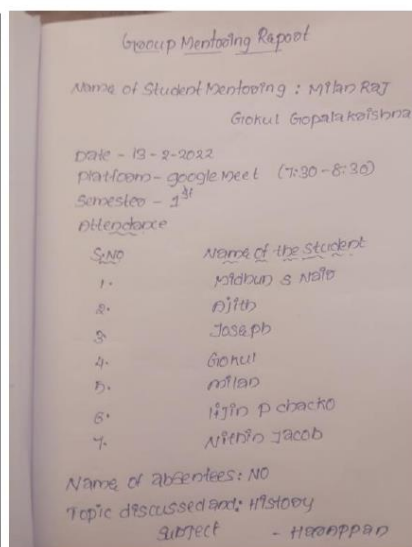 Group Mentoring Raport
Name of Student Mentoring : Milan Raj
Gokul Gopalakrishna
Date - 13-2-2022
platform - google Meet (7:30-8:30)
Semester - 1st
Attendance
S.NO Name of the Student
1. Midhun S Nair
2. Ajith
3. Joseph
4. Gokul
5. milan
6. lijin p chacko
7. Nithin Jacob
Name of absentees: NO
Topic discussed and: History
subject - Harappan